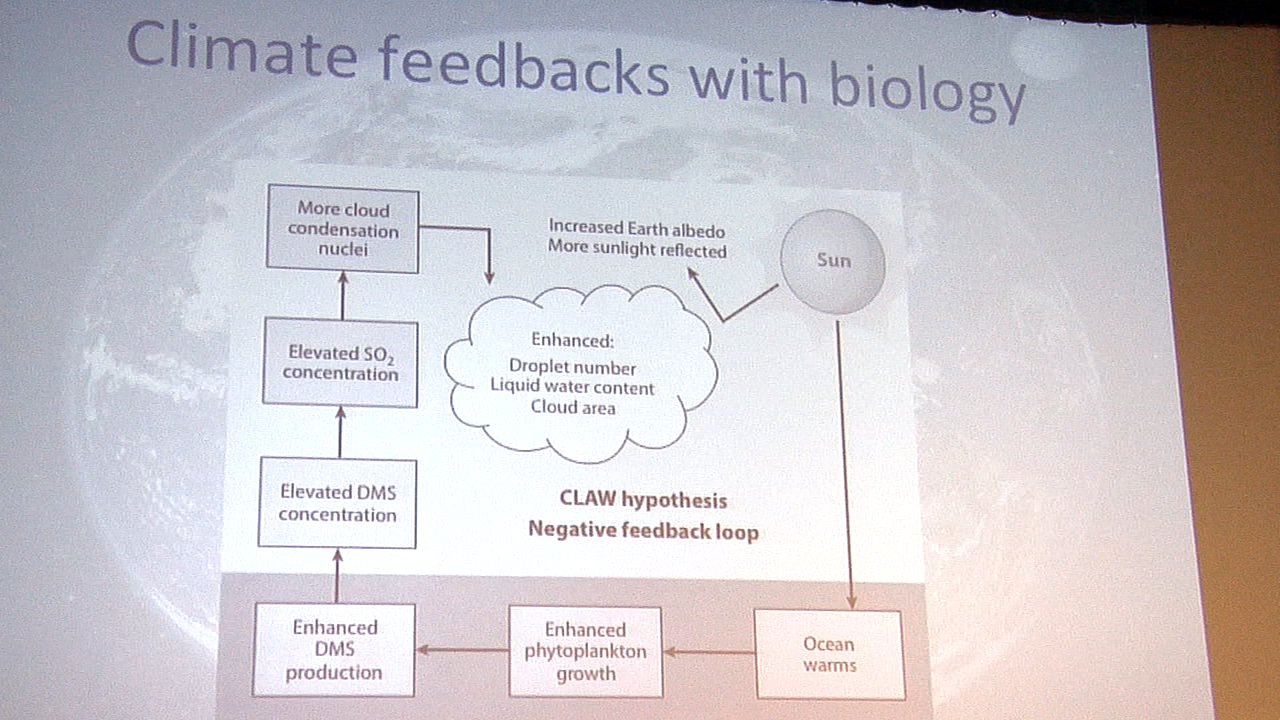 Climate feedbacks with biology
More cloud
condensation
nuclei
Increased Earth albedo
More sunlight reflected
Sun
Elevated SO₂
concentration
Enhanced:
Droplet number
Liquid water content
Cloud area
Elevated DMS
concentration
CLAW hypothesis
Negative feedback loop
Enhanced
DMS
production
Enhanced
phytoplankton
growth
Ocean
warms